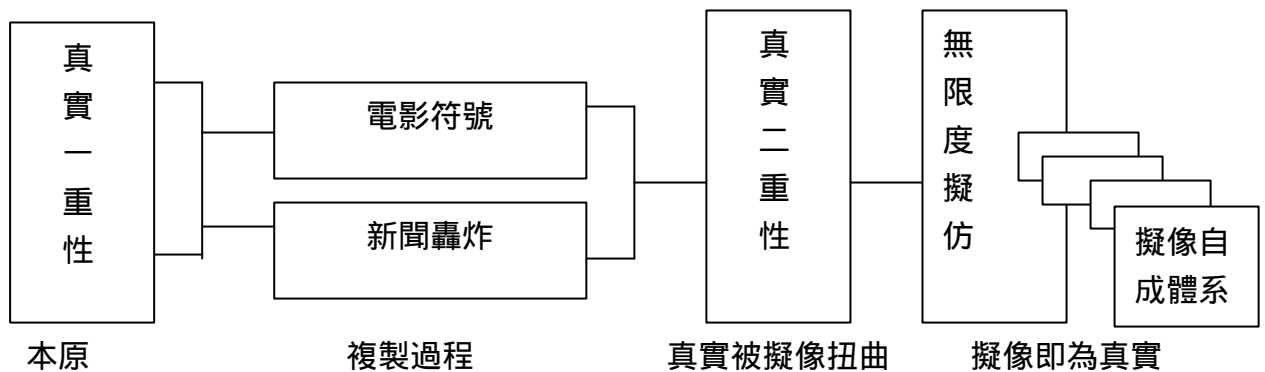 真實一重性
電影符號
新聞轟炸
真實二重性
無限度擬仿
擬像自
成體系
本原
複製過程
真實被擬像扭曲
擬像即為真實